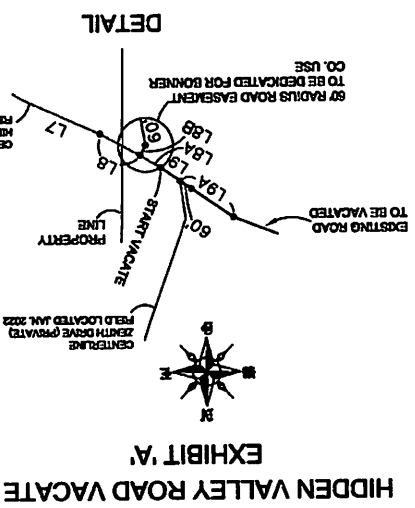 HIDDEN VALLEY ROAD VACATE
EXHIBIT 'A'
N
E
S
CENTERLINE
ZENITH DRIVE (PRIVATE)
FIELD LOCATED JAN. 2022
EXISTING ROAD
TO BE VACATED
60'
START VACATE
PROPERTY
LINE
L9A
L9
L8A
L8B
L8
60'
L7
60' RADIUS ROAD EASEMENT
TO BE DEDICATED FOR BONNER
CO. USE
DETAIL